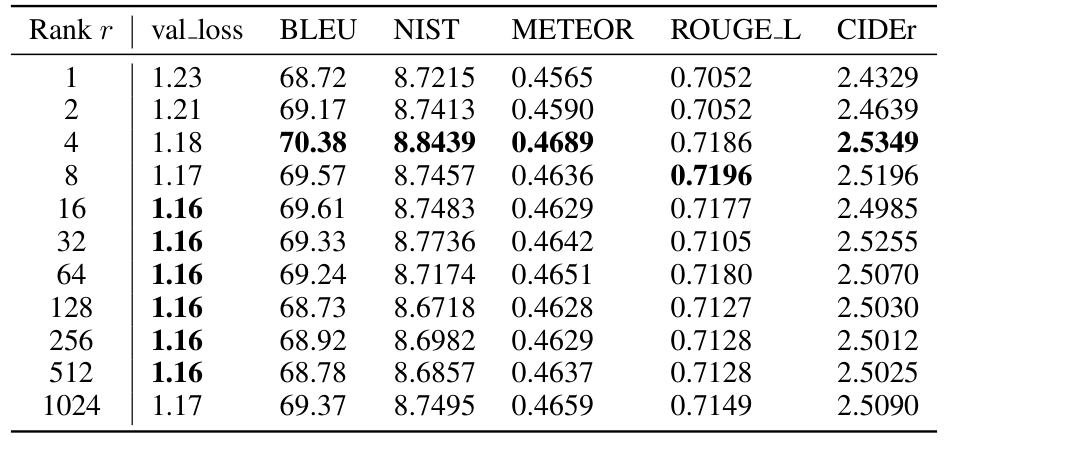 Rank r val_loss BLEU NIST METEOR ROUGE_L CIDEr
1 1.23 68.72 8.7215 0.4565 0.7052 2.4329
2 1.21 69.17 8.7413 0.4590 0.7052 2.4639
4 1.18 70.38 8.8439 0.4689 0.7186 2.5349
8 1.17 69.57 8.7457 0.4636 0.7196 2.5196
16 1.16 69.61 8.7483 0.4629 0.7177 2.4985
32 1.16 69.33 8.7736 0.4642 0.7105 2.5255
64 1.16 69.24 8.7174 0.4651 0.7180 2.5070
128 1.16 68.73 8.6718 0.4628 0.7127 2.5030
256 1.16 68.92 8.6982 0.4629 0.7128 2.5012
512 1.16 68.78 8.6857 0.4637 0.7128 2.5025
1024 1.17 69.37 8.7495 0.4659 0.7149 2.5090